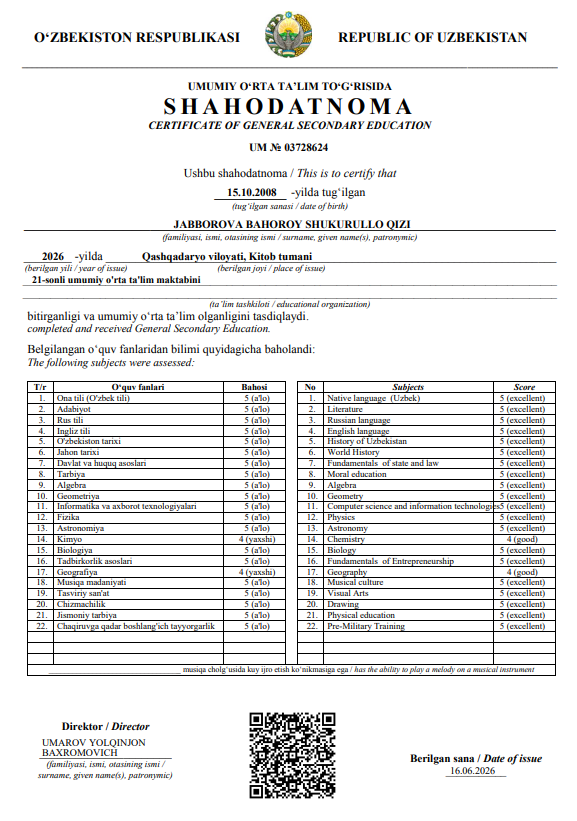 O‘ZBEKISTON RESPUBLIKASI REPUBLIC OF UZBEKISTAN
UMUMIY O‘RTA TA’LIM TO‘G‘RISIDA
SHAHODATNOMA
CERTIFICATE OF GENERAL SECONDARY EDUCATION
UM № 03728624
Ushbu shahodatnoma / This is to certify that
15.10.2008 -yilda tug‘ilgan
(tug‘ilgan sanasi / date of birth)
JABBOROVA BAHOROY SHUKURULLO QIZI
(familiyasi, ismi, otasining ismi / surname, given name(s), patronymic)
2026 -yilda Qashqadaryo viloyati, Kitob tumani
(berilgan yili / year of issue) (berilgan joyi / place of issue)
21-sonli umumiy o'rta ta'lim maktabini
(ta’lim tashkiloti / educational organization)
bitirganligi va umumiy o‘rta ta’lim olganligini tasdiqlaydi.
completed and received General Secondary Education.
Belgilangan o‘quv fanlaridan bilimi quyidagicha baholandi:
The following subjects were assessed:
T/r O‘quv fanlari Bahosi No Subjects Score
1. Ona tili (O'zbek tili) 5 (a'lo) 1. Native language (Uzbek) 5 (excellent)
2. Adabiyot 5 (a'lo) 2. Literature 5 (excellent)
3. Rus tili 5 (a'lo) 3. Russian language 5 (excellent)
4. Ingliz tili 5 (a'lo) 4. English language 5 (excellent)
5. O'zbekiston tarixi 5 (a'lo) 5. History of Uzbekistan 5 (excellent)
6. Jahon tarixi 5 (a'lo) 6. World History 5 (excellent)
7. Davlat va huquq asoslari 5 (a'lo) 7. Fundamentals of state and law 5 (excellent)
8. Tarbiya 5 (a'lo) 8. Moral education 5 (excellent)
9. Algebra 5 (a'lo) 9. Algebra 5 (excellent)
10. Geometriya 5 (a'lo) 10. Geometry 5 (excellent)
11. Informatika va axborot texnologiyalari 5 (a'lo) 11. Computer science and information technologies 5 (excellent)
12. Fizika 5 (a'lo) 12. Physics 5 (excellent)
13. Astronomiya 5 (a'lo) 13. Astronomy 5 (excellent)
14. Kimyo 4 (yaxshi) 14. Chemistry 4 (good)
15. Biologiya 5 (a'lo) 15. Biology 5 (excellent)
16. Tadbirkorlik asoslari 5 (a'lo) 16. Fundamentals of Entrepreneurship 5 (excellent)
17. Geografiya 4 (yaxshi) 17. Geography 4 (good)
18. Musiqa madaniyati 5 (a'lo) 18. Musical culture 5 (excellent)
19. Tasviriy san'at 5 (a'lo) 19. Visual Arts 5 (excellent)
20. Chizmachilik 5 (a'lo) 20. Drawing 5 (excellent)
21. Jismoniy tarbiya 5 (a'lo) 21. Physical education 5 (excellent)
22. Chaqiruvga qadar boshlang'ich tayyorgarlik 5 (a'lo) 22. Pre-Military Training 5 (excellent)
musiqa cholg‘usida kuy ijro etish ko‘nikmasiga ega / has the ability to play a melody on a musical instrument
Direktor / Director
UMAROV YOLQINJON
BAXROMOVICH
(familiyasi, ismi, otasining ismi /
surname, given name(s), patronymic)
Berilgan sana / Date of issue
16.06.2026